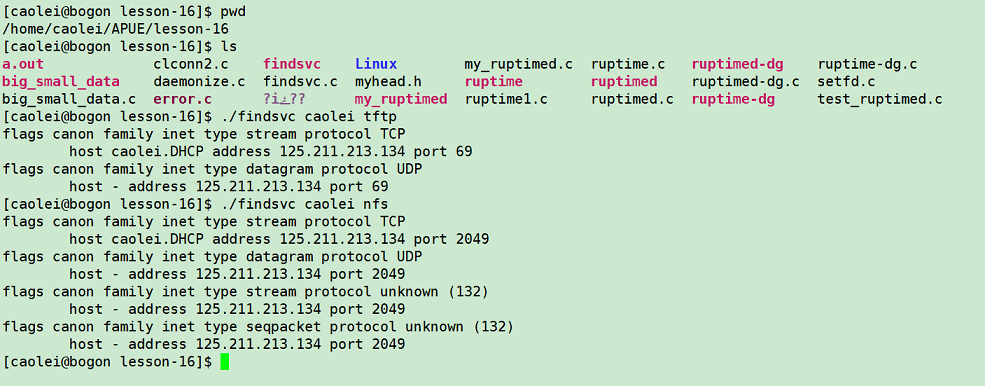 [caolei@bogon lesson-16]$ pwd
/home/caolei/APUE/lesson-16
[caolei@bogon lesson-16]$ ls
a.out clconn2.c findsvc Linux my_ruptimed.c ruptime.c ruptimed-dg ruptime-dg.c
big_small_data daemonize.c findsvc.c myhead.h ruptime ruptimed ruptimed-dg.c setfd.c
big_small_data.c error.c my_ruptimed ruptime1.c ruptimed.c ruptime-dg test_ruptimed.c
[caolei@bogon lesson-16]$ ./findsvc caolei tftp
flags canon family inet type stream protocol TCP
host caolei.DHCP address 125.211.213.134 port 69
flags canon family inet type datagram protocol UDP
host - address 125.211.213.134 port 69
[caolei@bogon lesson-16]$ ./findsvc caolei nfs
flags canon family inet type stream protocol TCP
host caolei.DHCP address 125.211.213.134 port 2049
flags canon family inet type datagram protocol UDP
host - address 125.211.213.134 port 2049
flags canon family inet type stream protocol unknown (132)
host - address 125.211.213.134 port 2049
flags canon family inet type seqpacket protocol unknown (132)
host - address 125.211.213.134 port 2049
[caolei@bogon lesson-16]$